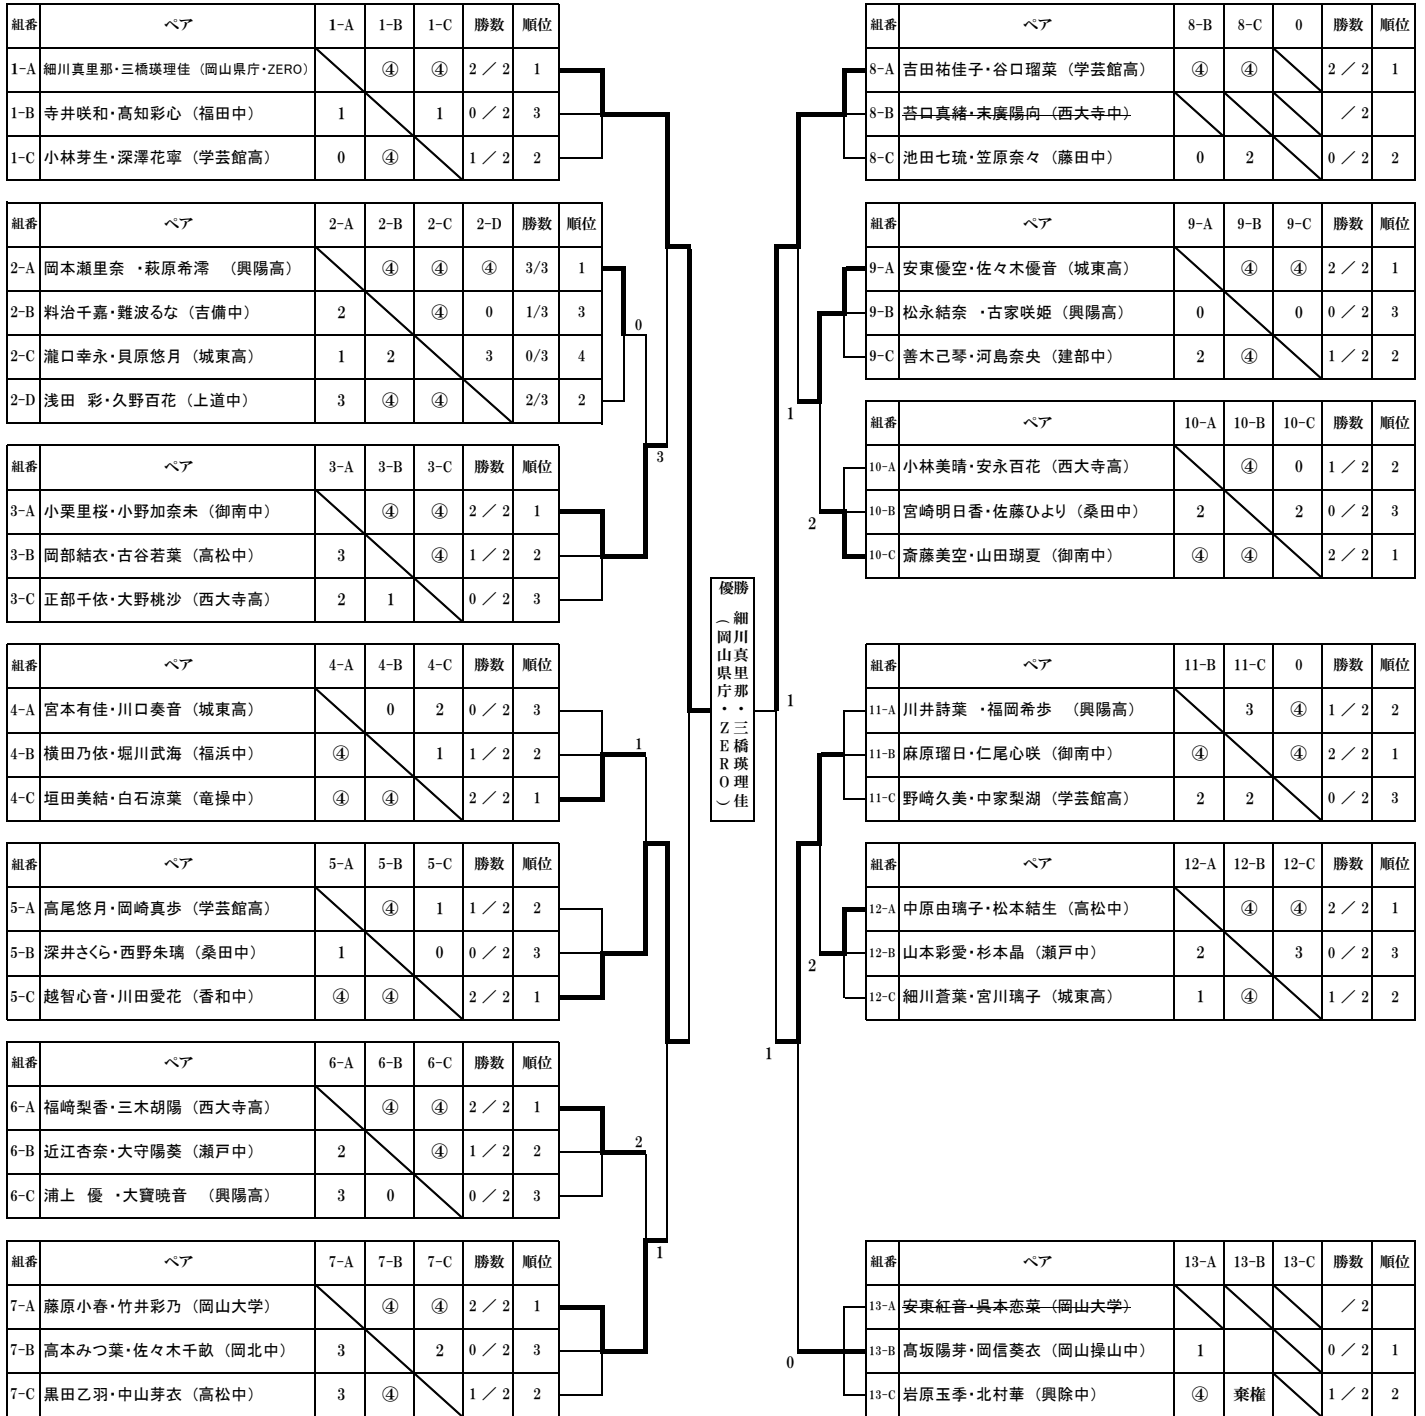 組番 ペア 1-A 1-B 1-C 勝数 順位
1-A 細川真里那・三橋瑛理佳（岡山県庁・ZERO） ④ ④ 2 ／ 2 1
1-B 寺井咲和・髙知彩心（福田中） 1 1 0 ／ 2 3
1-C 小林芽生・深澤花寧（学芸館高） 0 ④ 1 ／ 2 2
組番 ペア 2-A 2-B 2-C 2-D 勝数 順位
2-A 岡本瀬里奈 ・萩原希澪 （興陽高） ④ ④ ④ 3/3 1
2-B 料治千嘉・難波るな（吉備中） 2 ④ 0 1/3 3
2-C 瀧口幸永・貝原悠月（城東高） 1 2 3 0/3 4
2-D 浅田 彩・久野百花（上道中） 3 ④ ④ 2/3 2
0
組番 ペア 3-A 3-B 3-C 勝数 順位
3-A 小栗里桜・小野加奈未（御南中） ④ ④ 2 ／ 2 1
3-B 岡部結衣・古谷若葉（高松中） 3 ④ 1 ／ 2 2
3-C 正部千依・大野桃沙（西大寺高） 2 1 0 ／ 2 3
3
組番 ペア 4-A 4-B 4-C 勝数 順位
4-A 宮本有佳・川口奏音（城東高） 0 2 0 ／ 2 3
4-B 横田乃依・堀川武海（福浜中） ④ 1 1 ／ 2 2
4-C 垣田美結・白石涼葉（竜操中） ④ ④ 2 ／ 2 1
1
組番 ペア 5-A 5-B 5-C 勝数 順位
5-A 高尾悠月・岡崎真歩（学芸館高） ④ 1 1 ／ 2 2
5-B 深井さくら・西野朱璃（桑田中） 1 0 0 ／ 2 3
5-C 越智心音・川田愛花（香和中） ④ ④ 2 ／ 2 1
組番 ペア 6-A 6-B 6-C 勝数 順位
6-A 福﨑梨香・三木胡陽（西大寺高） ④ ④ 2 ／ 2 1
6-B 近江杏奈・大守陽葵（瀬戸中） 2 ④ 1 ／ 2 2
6-C 浦上 優 ・大寶暁音 （興陽高） 3 0 0 ／ 2 3
2
組番 ペア 7-A 7-B 7-C 勝数 順位
7-A 藤原小春・竹井彩乃（岡山大学） ④ ④ 2 ／ 2 1
7-B 高本みつ葉・佐々木千畝（岡北中） 3 2 0 ／ 2 3
7-C 黒田乙羽・中山芽衣（高松中） 3 ④ 1 ／ 2 2
1
優勝 細川真里那・三橋瑛理佳
（岡山県庁・ZERO）
1
組番 ペア 8-B 8-C 0 勝数 順位
8-A 吉田祐佳子・谷口瑠菜（学芸館高） ④ ④ 2 ／ 2 1
8-B 苔口真緒・末廣陽向（西大寺中） ／ 2
8-C 池田七琉・笠原奈々（藤田中） 0 2 0 ／ 2 2
組番 ペア 9-A 9-B 9-C 勝数 順位
9-A 安東優空・佐々木優音（城東高） ④ ④ 2 ／ 2 1
9-B 松永結奈 ・古家咲姫（興陽高） 0 0 0 ／ 2 3
9-C 善木己琴・河島奈央（建部中） 2 ④ 1 ／ 2 2
1
組番 ペア 10-A 10-B 10-C 勝数 順位
10-A 小林美晴・安永百花（西大寺高） ④ 0 1 ／ 2 2
10-B 宮崎明日香・佐藤ひより（桑田中） 2 2 0 ／ 2 3
10-C 斎藤美空・山田瑚夏（御南中） ④ ④ 2 ／ 2 1
2
組番 ペア 11-B 11-C 0 勝数 順位
11-A 川井詩葉 ・福岡希歩 （興陽高） 3 ④ 1 ／ 2 2
11-B 麻原瑠日・仁尾心咲（御南中） ④ ④ 2 ／ 2 1
11-C 野﨑久美・中家梨湖（学芸館高） 2 2 0 ／ 2 3
組番 ペア 12-A 12-B 12-C 勝数 順位
12-A 中原由璃子・松本結生（高松中） ④ ④ 2 ／ 2 1
12-B 山本彩愛・杉本晶（瀬戸中） 2 3 0 ／ 2 3
12-C 細川蒼葉・宮川璃子（城東高） 1 ④ 1 ／ 2 2
2
1
組番 ペア 13-A 13-B 13-C 勝数 順位
13-A 安東紅音・呉本恋菜（岡山大学） ／ 2
13-B 髙坂陽芽・岡信葵衣（岡山操山中） 1 0 ／ 2 1
13-C 岩原玉季・北村華（興除中） ④ 棄権 1 ／ 2 2
0